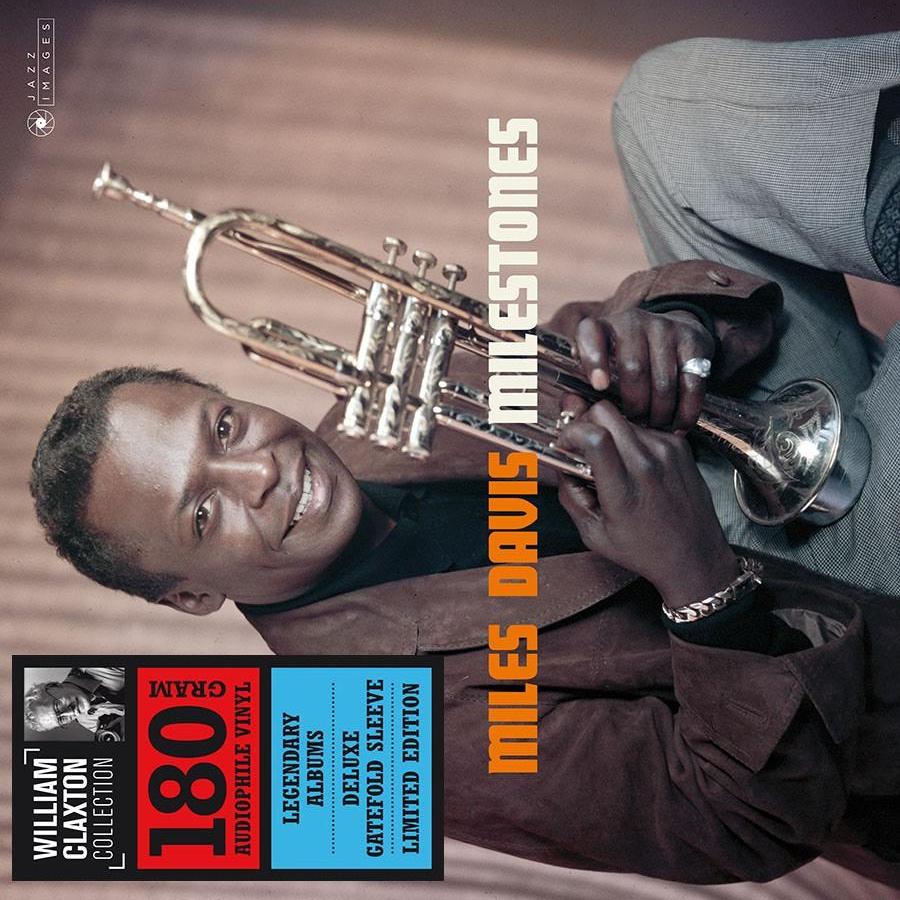 JAZZ
IMAGES
MILES DAVIS MILESTONES
WILLIAM
CLAXTON
COLLECTION
180
GRAM
AUDIOPHILE VINYL
LEGENDARY
ALBUMS
DELUXE
GATEFOLD SLEEVE
LIMITED EDITION